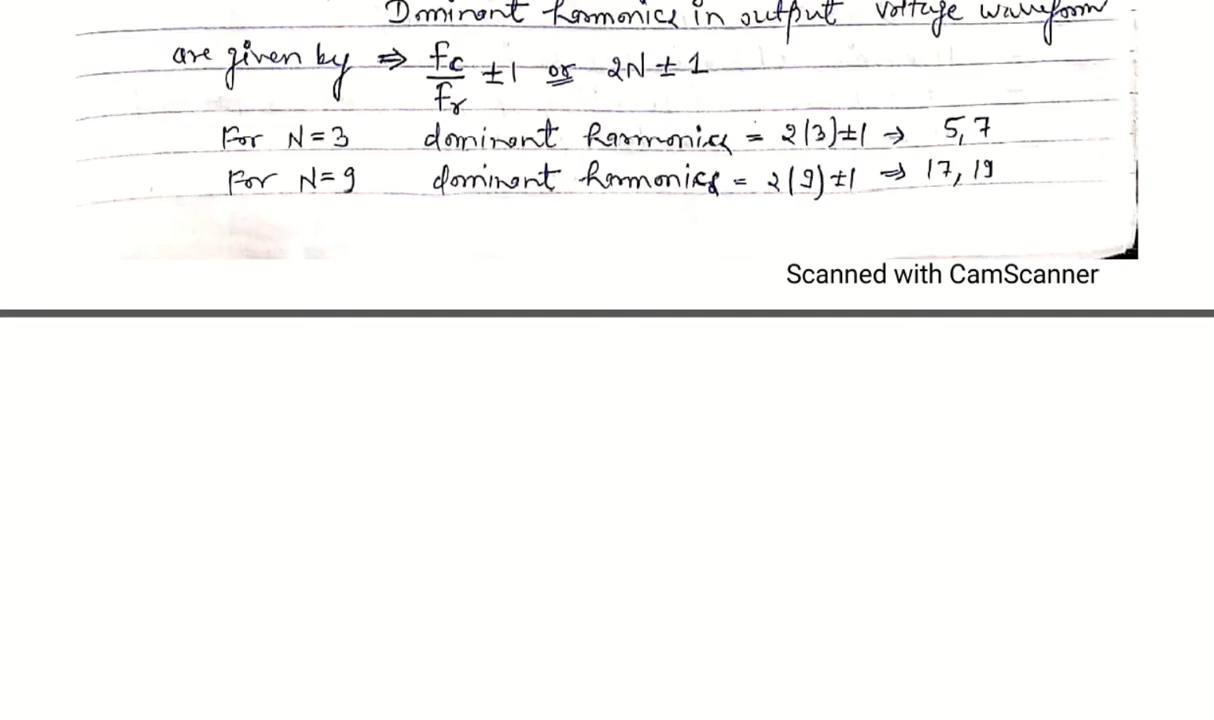 Dominant harmonics in output voltage waveform
are given by ⇒ fc/fr ±1 or 2N ± 1
For N = 3 dominant harmonics = 2(3)±1 → 5, 7
For N = 9 dominant harmonics = 2(9)±1 ⇒ 17, 19
Scanned with CamScanner